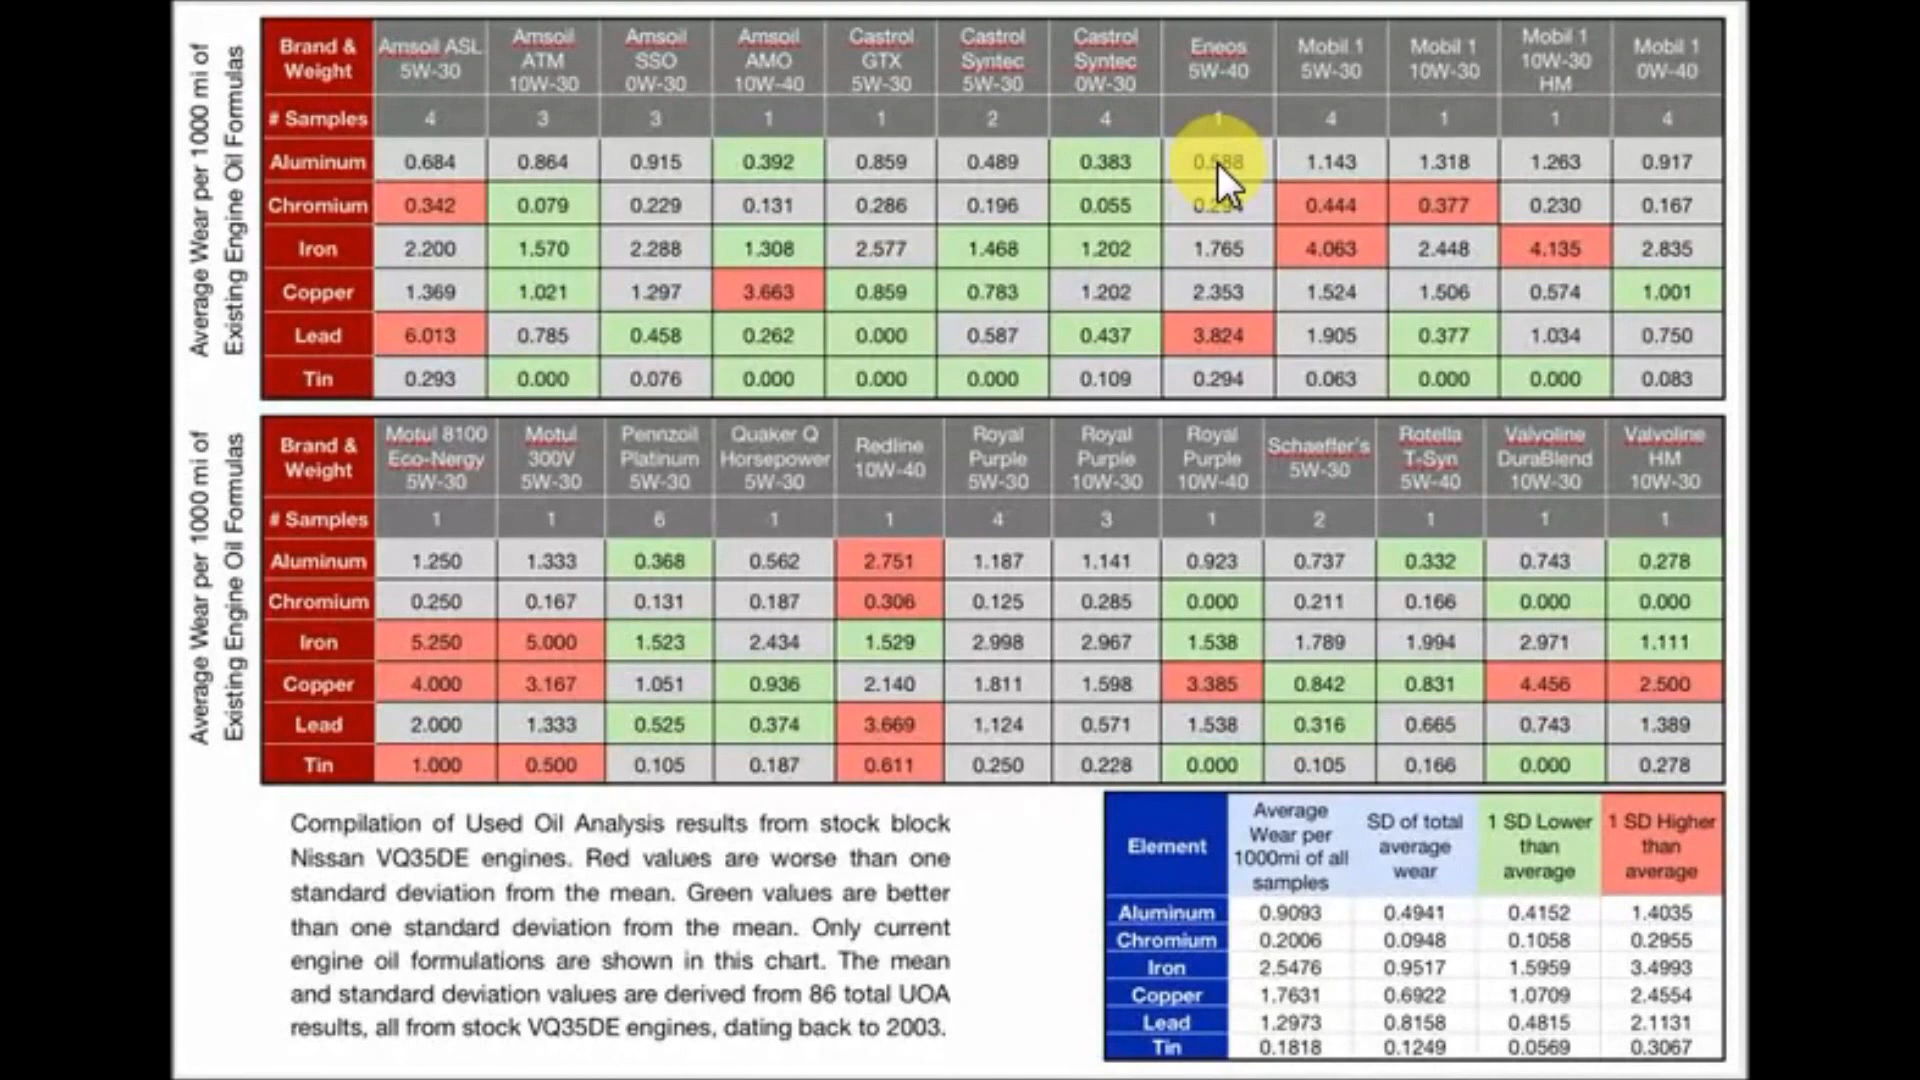 Average Wear per 1000 mi of
Existing Engine Oil Formulas
Brand & Weight Amsoil ASL 5W-30 Amsoil ATM 10W-30 Amsoil SSO 0W-30 Amsoil AMO 10W-40 Castrol GTX 5W-30 Castrol Syntec 5W-30 Castrol Syntec 0W-30 Eneos 5W-40 Mobil 1 5W-30 Mobil 1 10W-30 Mobil 1 10W-30 HM Mobil 1 0W-40
# Samples 4 3 3 1 1 2 4 1 4 1 1 4
Aluminum 0.684 0.864 0.915 0.392 0.859 0.489 0.383 0.588 1.143 1.318 1.263 0.917
Chromium 0.342 0.079 0.229 0.131 0.286 0.196 0.055 0.294 0.444 0.377 0.230 0.167
Iron 2.200 1.570 2.288 1.308 2.577 1.468 1.202 1.765 4.063 2.448 4.135 2.835
Copper 1.369 1.021 1.297 3.663 0.859 0.783 1.202 2.353 1.524 1.506 0.574 1.001
Lead 6.013 0.785 0.458 0.262 0.000 0.587 0.437 3.824 1.905 0.377 1.034 0.750
Tin 0.293 0.000 0.076 0.000 0.000 0.000 0.109 0.294 0.063 0.000 0.000 0.083
Average Wear per 1000 mi of
Existing Engine Oil Formulas
Brand & Weight Motul 8100 Eco-Nergy 5W-30 Motul 300V 5W-30 Pennzoil Platinum 5W-30 Quaker Q Horsepower 5W-30 Redline 10W-40 Royal Purple 5W-30 Royal Purple 10W-30 Royal Purple 10W-40 Schaeffer's 5W-30 Rotella T-Syn 5W-40 Valvoline DuraBlend 10W-30 Valvoline HM 10W-30
# Samples 1 1 6 1 1 4 3 1 2 1 1 1
Aluminum 1.250 1.333 0.368 0.562 2.751 1.187 1.141 0.923 0.737 0.332 0.743 0.278
Chromium 0.250 0.167 0.131 0.187 0.306 0.125 0.285 0.000 0.211 0.166 0.000 0.000
Iron 5.250 5.000 1.523 2.434 1.529 2.998 2.967 1.538 1.789 1.994 2.971 1.111
Copper 4.000 3.167 1.051 0.936 2.140 1.811 1.598 3.385 0.842 0.831 4.456 2.500
Lead 2.000 1.333 0.525 0.374 3.669 1.124 0.571 1.538 0.316 0.665 0.743 1.389
Tin 1.000 0.500 0.105 0.187 0.611 0.250 0.228 0.000 0.105 0.166 0.000 0.278
Compilation of Used Oil Analysis results from stock block
Nissan VQ35DE engines. Red values are worse than one
standard deviation from the mean. Green values are better
than one standard deviation from the mean. Only current
engine oil formulations are shown in this chart. The mean
and standard deviation values are derived from 86 total UOA
results, all from stock VQ35DE engines, dating back to 2003.
Element Average Wear per 1000mi of all samples SD of total average wear 1 SD Lower than average 1 SD Higher than average
Aluminum 0.9093 0.4941 0.4152 1.4035
Chromium 0.2006 0.0948 0.1058 0.2955
Iron 2.5476 0.9517 1.5959 3.4993
Copper 1.7631 0.6922 1.0709 2.4554
Lead 1.2973 0.8158 0.4815 2.1131
Tin 0.1818 0.1249 0.0569 0.3067